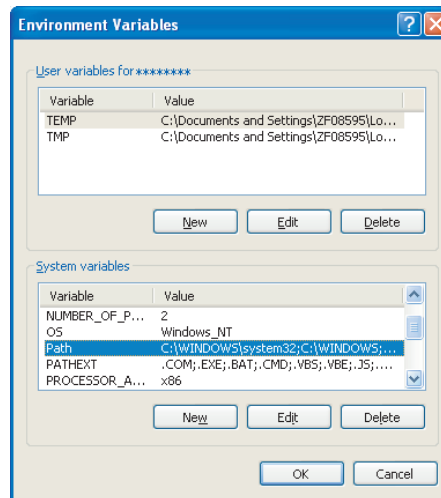 Environment Variables
User variables for ********
Variable Value
TEMP C:\Documents and Settings\ZF08595\Lo...
TMP C:\Documents and Settings\ZF08595\Lo...
New Edit Delete
System variables
Variable Value
NUMBER_OF_P... 2
OS Windows_NT
Path C:\WINDOWS\system32;C:\WINDOWS;...
PATHEXT .COM;.EXE;.BAT;.CMD;.VBS;.VBE;.JS;....
PROCESSOR_A... x86
New Edit Delete
OK Cancel